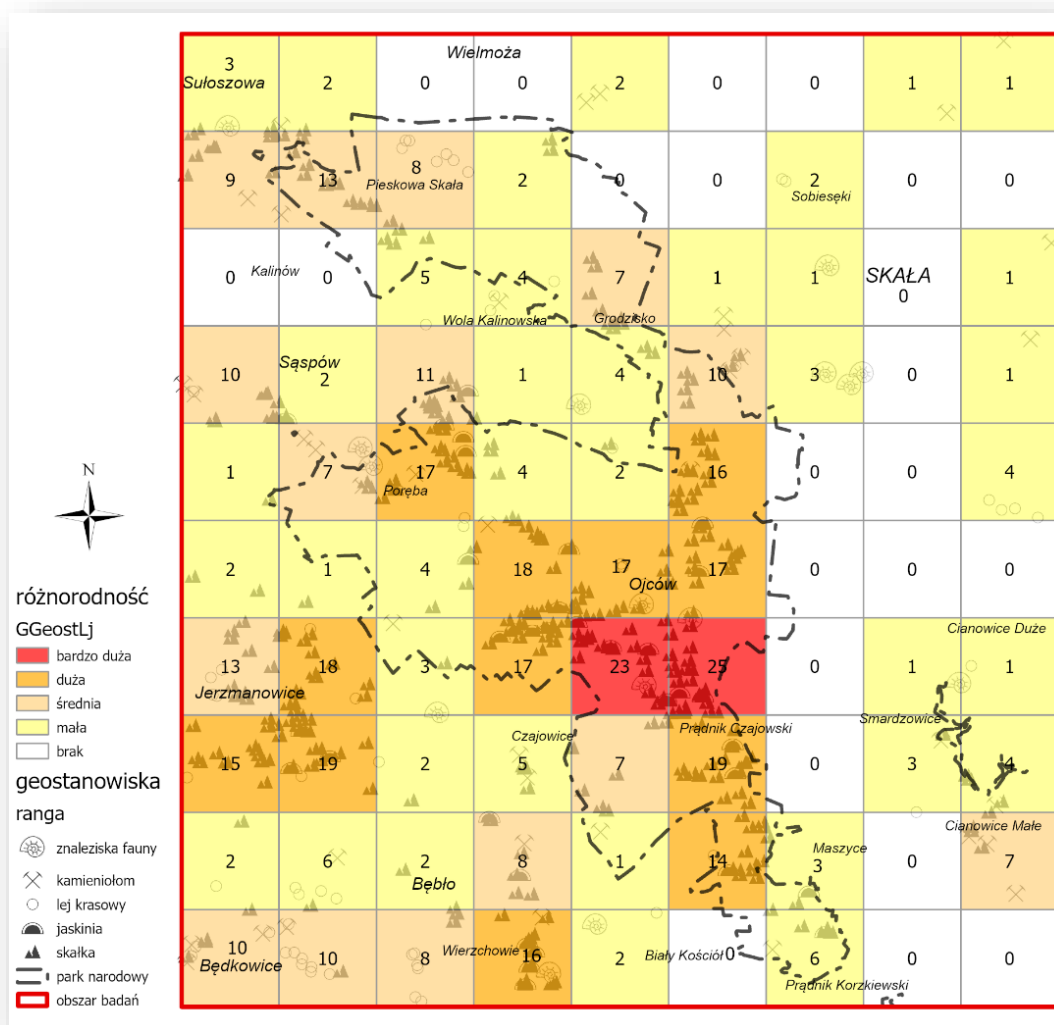 Wielmoża
3 2 0 0 2 0 0 1 1
Sułoszowa
9 13 8 2 0 0 2 0 0
Pieskowa Skała
Sobiesęki
Kalinów
SKAŁA
0 0 5 4 7 1 1 0 1
Wola Kalinowska
Grodzisko
Sąspów
10 2 11 1 4 10 3 0 1
1 7 17 4 2 16 0 0 4
Poręba
2 1 4 18 17 17 0 0 0
Ojców
Cianowice Duże
13 18 3 17 23 25 0 1 1
Jerzmanowice
Smardzowice
Czajowice
Prądnik Czajowski
15 19 2 5 7 19 0 3 4
Cianowice Małe
Maszyce
2 6 2 8 1 14 3 0 7
Bębło
10 10 8 16 2 0 6 0 0
Będkowice
Wierzchowie
Biały Kościół
Prądnik Korzkiewski
N
różnorodność
GGeostLj
bardzo duża
duża
średnia
mała
brak
geostanowiska
ranga
znaleziska fauny
kamieniołom
lej krasowy
jaskinia
skałka
park narodowy
obszar badań